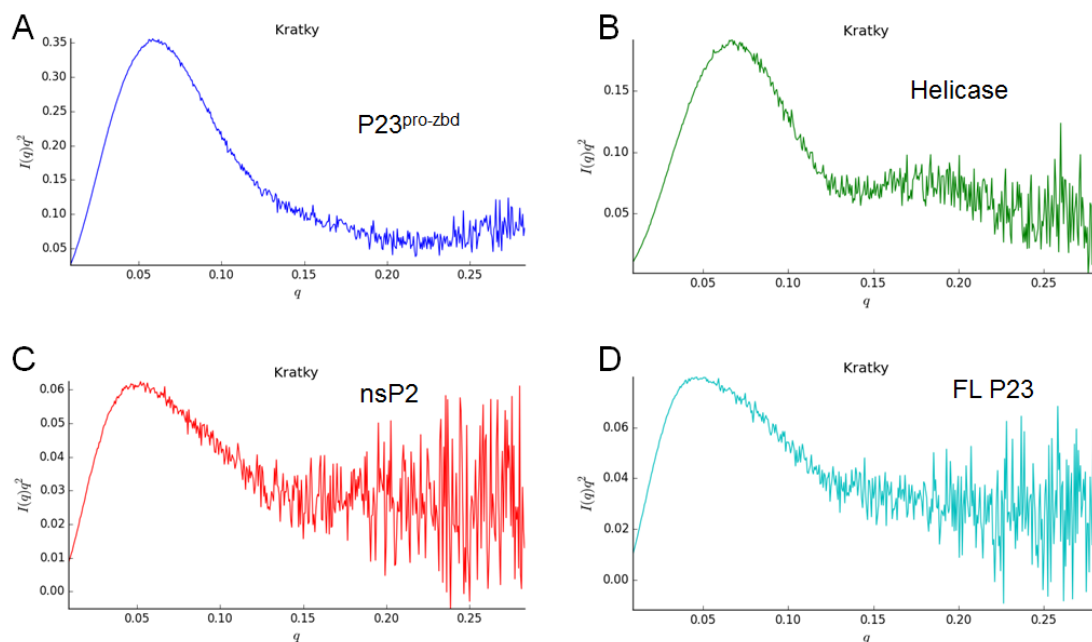 A
Kratky
P23pro-zbd
I(q)q²
0.35
0.30
0.25
0.20
0.15
0.10
0.05
0.05
0.10
0.15
0.20
0.25
q
B
Kratky
Helicase
I(q)q²
0.15
0.10
0.05
0.05
0.10
0.15
0.20
0.25
q
C
Kratky
nsP2
I(q)q²
0.06
0.05
0.04
0.03
0.02
0.01
0.00
0.05
0.10
0.15
0.20
0.25
q
D
Kratky
FL P23
I(q)q²
0.06
0.04
0.02
0.00
0.05
0.10
0.15
0.20
0.25
q